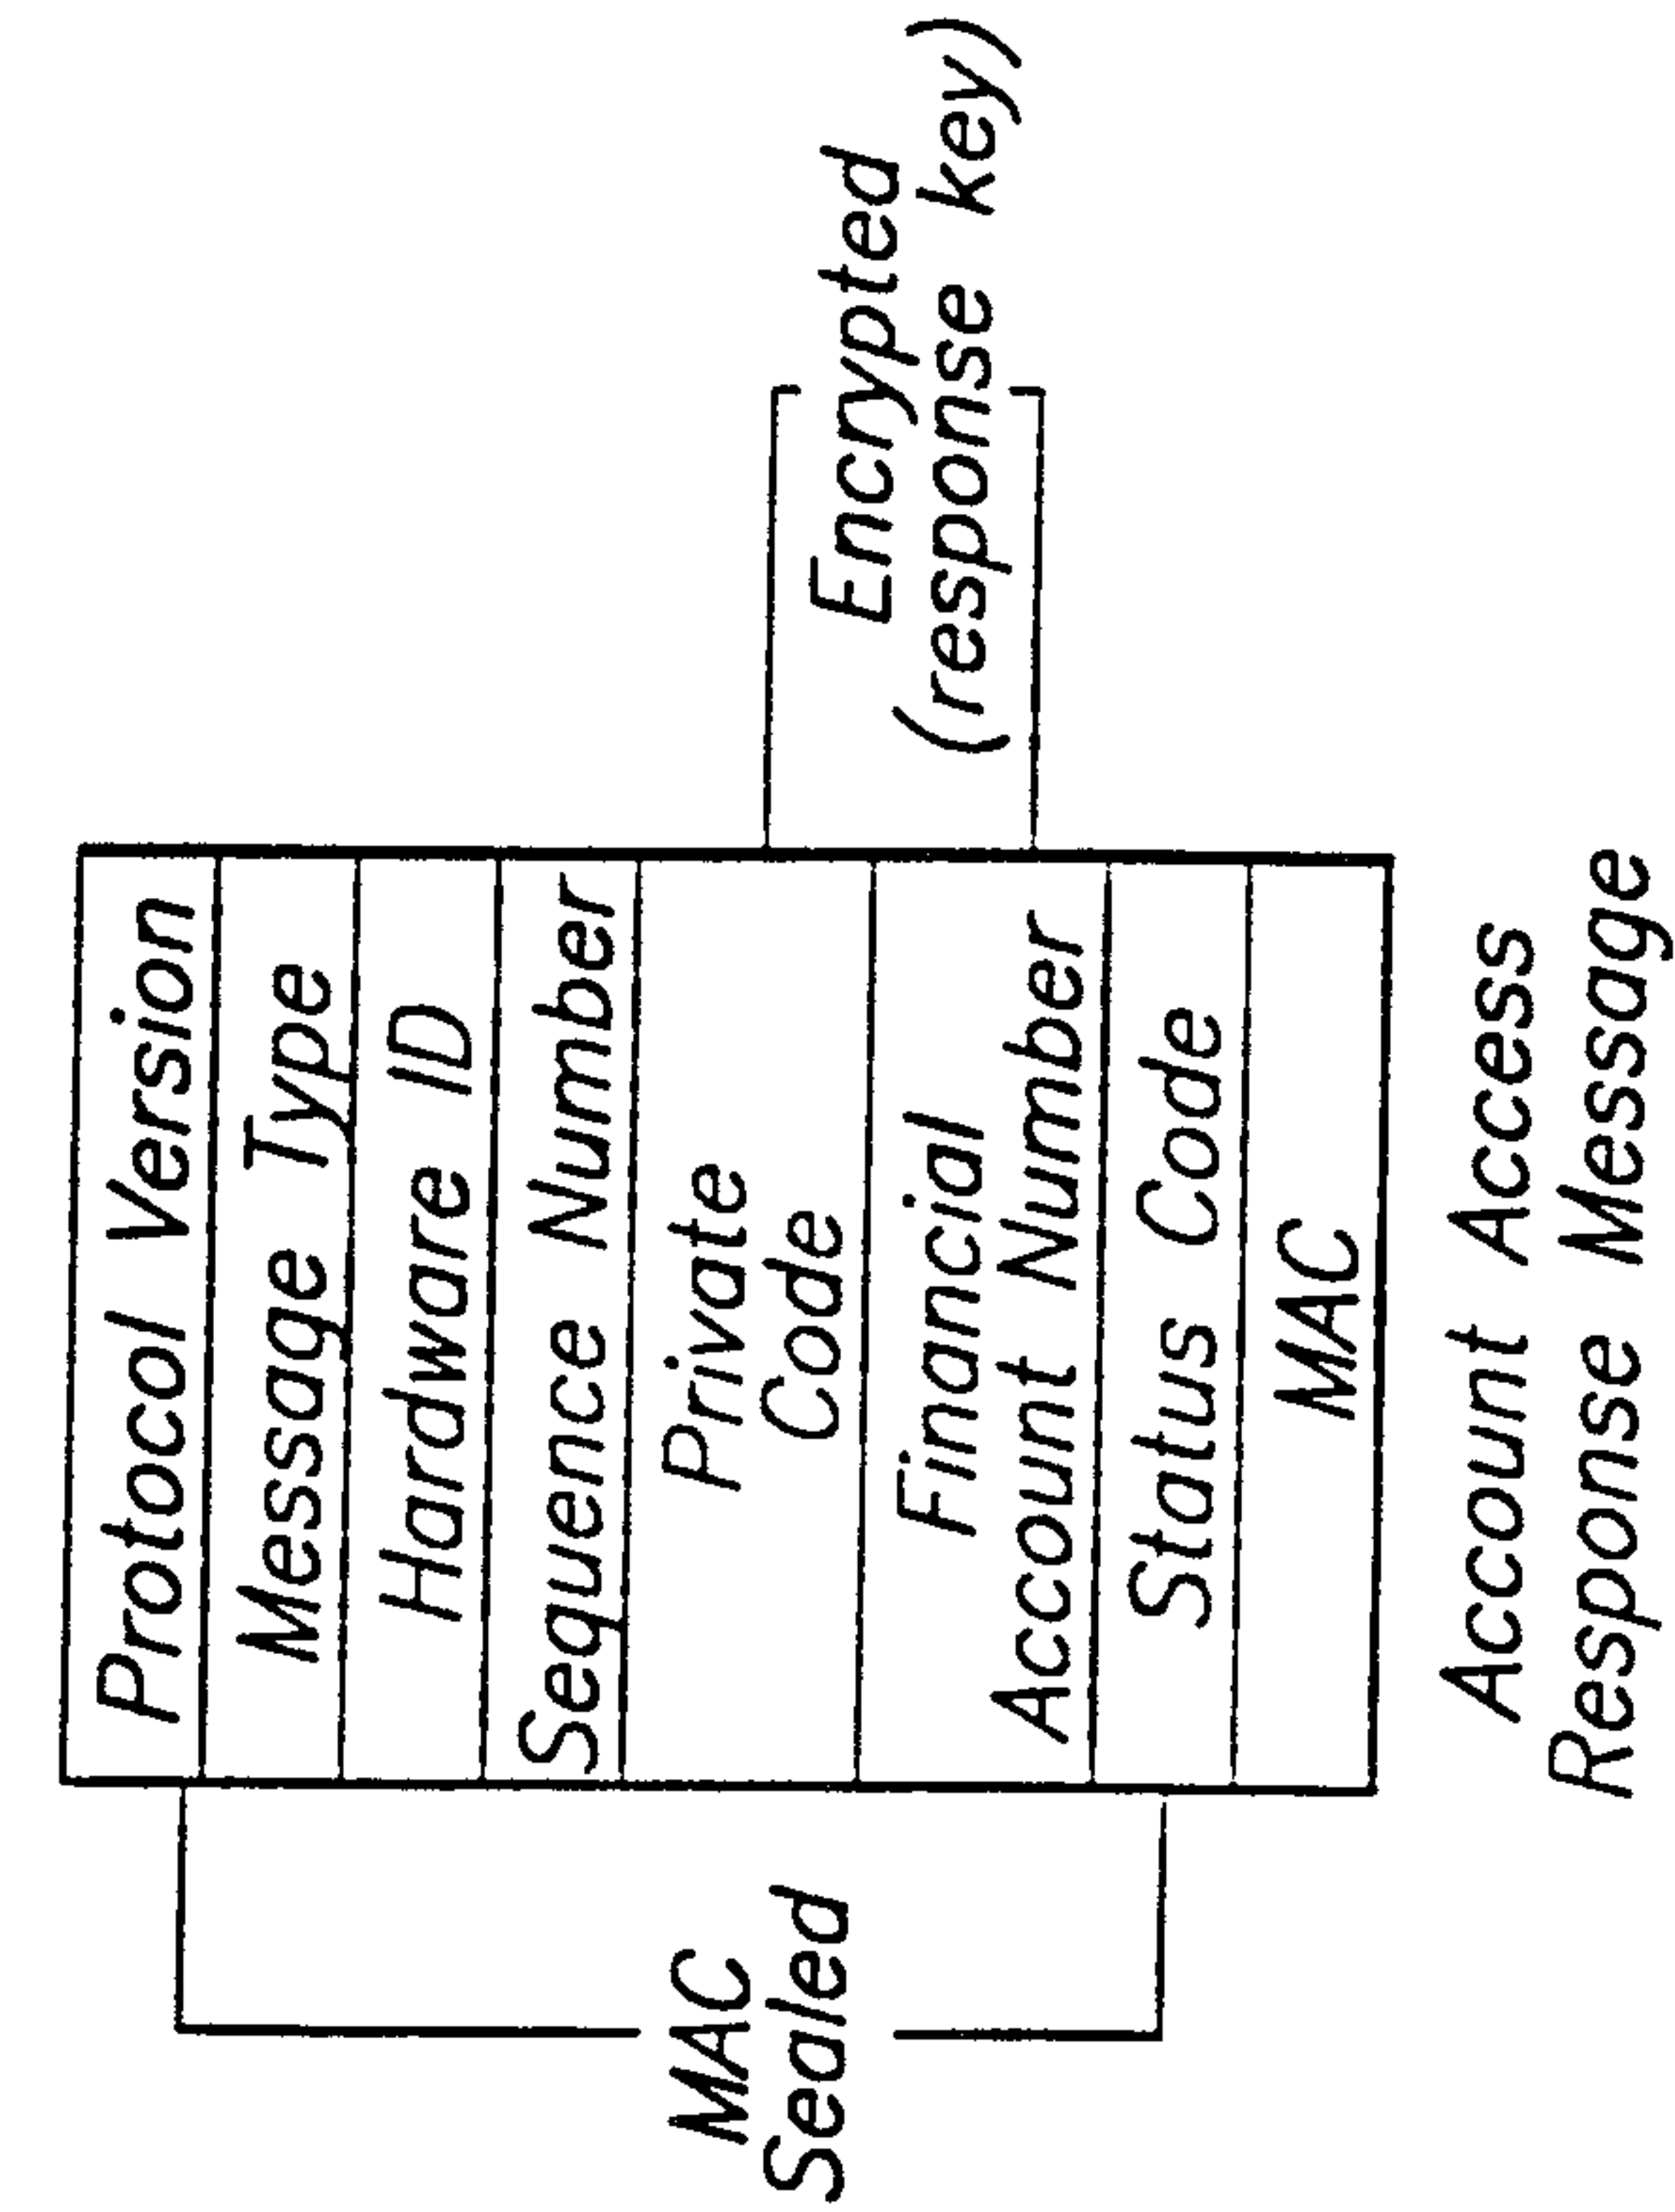 Protocol Version
Message Type
Hardware ID
Sequence Number
Private
Code
Financial
Account Number
Status Code
MAC
MAC
Sealed
Encrypted
(response key)
Account Access
Response Message